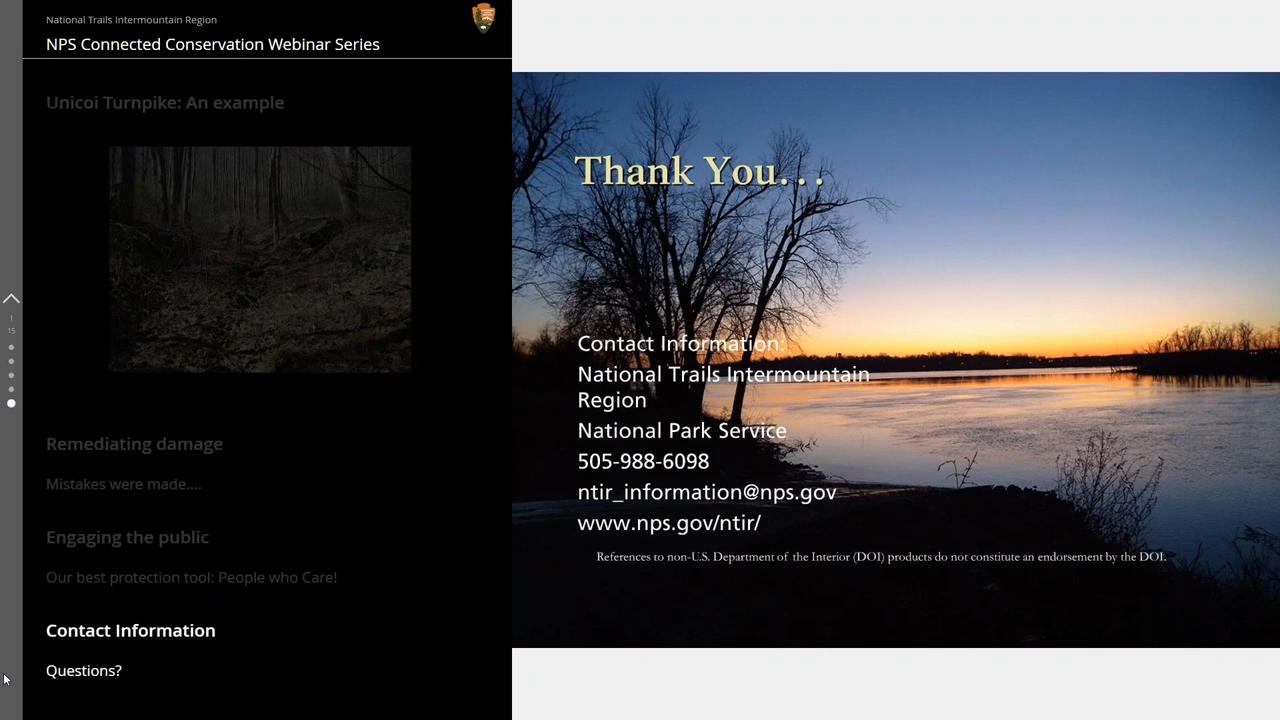 National Trails Intermountain Region
NPS Connected Conservation Webinar Series
Unicoi Turnpike: An example
1
15
Remediating damage
Mistakes were made....
Engaging the public
Our best protection tool: People who Care!
Contact Information
Questions?
Thank You...
Contact Information:
National Trails Intermountain
Region
National Park Service
505-988-6098
ntir_information@nps.gov
www.nps.gov/ntir/
References to non-U.S. Department of the Interior (DOI) products do not constitute an endorsement by the DOI.